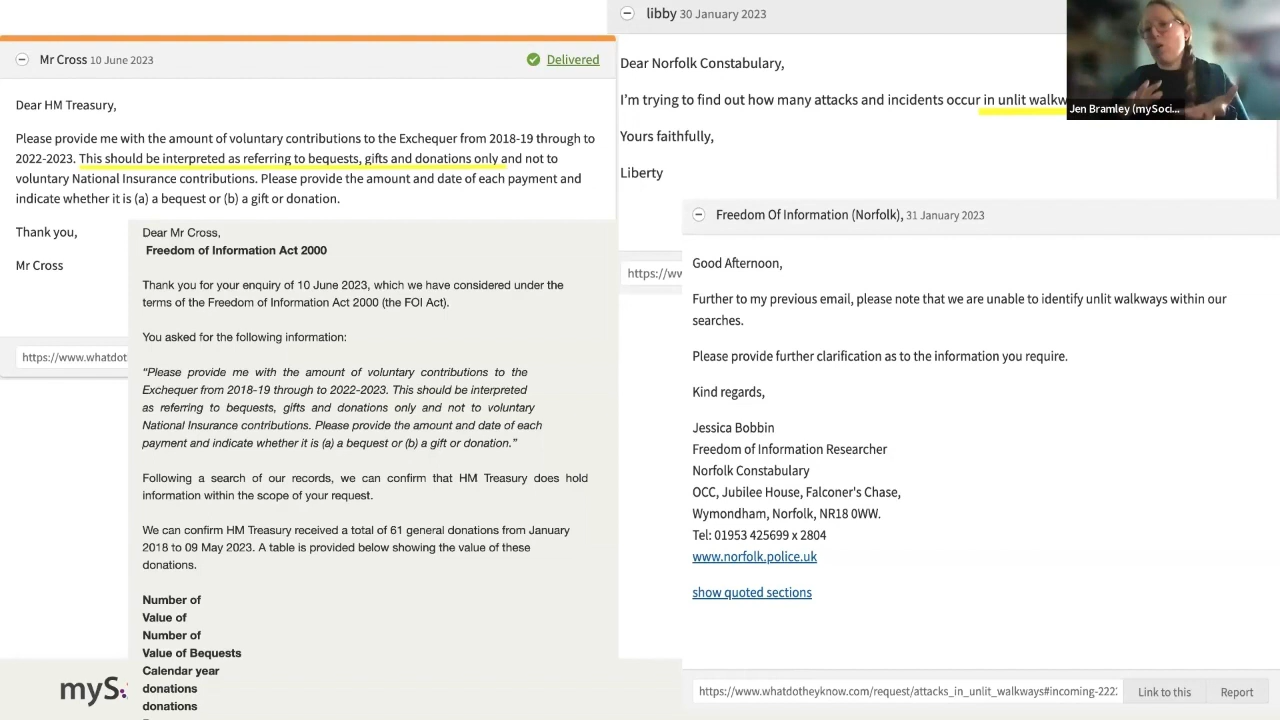 Mr Cross 10 June 2023
Delivered
Dear HM Treasury,
Please provide me with the amount of voluntary contributions to the Exchequer from 2018-19 through to
2022-2023. This should be interpreted as referring to bequests, gifts and donations only and not to
voluntary National Insurance contributions. Please provide the amount and date of each payment and
indicate whether it is (a) a bequest or (b) a gift or donation.
Thank you,
Mr Cross
https://www.whatdot
Dear Mr Cross,
Freedom of Information Act 2000
Thank you for your enquiry of 10 June 2023, which we have considered under the
terms of the Freedom of Information Act 2000 (the FOI Act).
You asked for the following information:
“Please provide me with the amount of voluntary contributions to the
Exchequer from 2018-19 through to 2022-2023. This should be interpreted
as referring to bequests, gifts and donations only and not to voluntary
National Insurance contributions. Please provide the amount and date of each
payment and indicate whether it is (a) a bequest or (b) a gift or donation.”
Following a search of our records, we can confirm that HM Treasury does hold
information within the scope of your request.
We can confirm HM Treasury received a total of 61 general donations from January
2018 to 09 May 2023. A table is provided below showing the value of these
donations.
Number of
Value of
Number of
Value of Bequests
Calendar year
donations
donations
myS
libby 30 January 2023
Dear Norfolk Constabulary,
I'm trying to find out how many attacks and incidents occur in unlit walkw
Yours faithfully,
Liberty
https://ww
Jen Bramley (mySoci...
Freedom Of Information (Norfolk), 31 January 2023
Good Afternoon,
Further to my previous email, please note that we are unable to identify unlit walkways within our
searches.
Please provide further clarification as to the information you require.
Kind regards,
Jessica Bobbin
Freedom of Information Researcher
Norfolk Constabulary
OCC, Jubilee House, Falconer's Chase,
Wymondham, Norfolk, NR18 0WW.
Tel: 01953 425699 x 2804
www.norfolk.police.uk
show quoted sections
https://www.whatdotheyknow.com/request/attacks_in_unlit_walkways#incoming-222
Link to this
Report